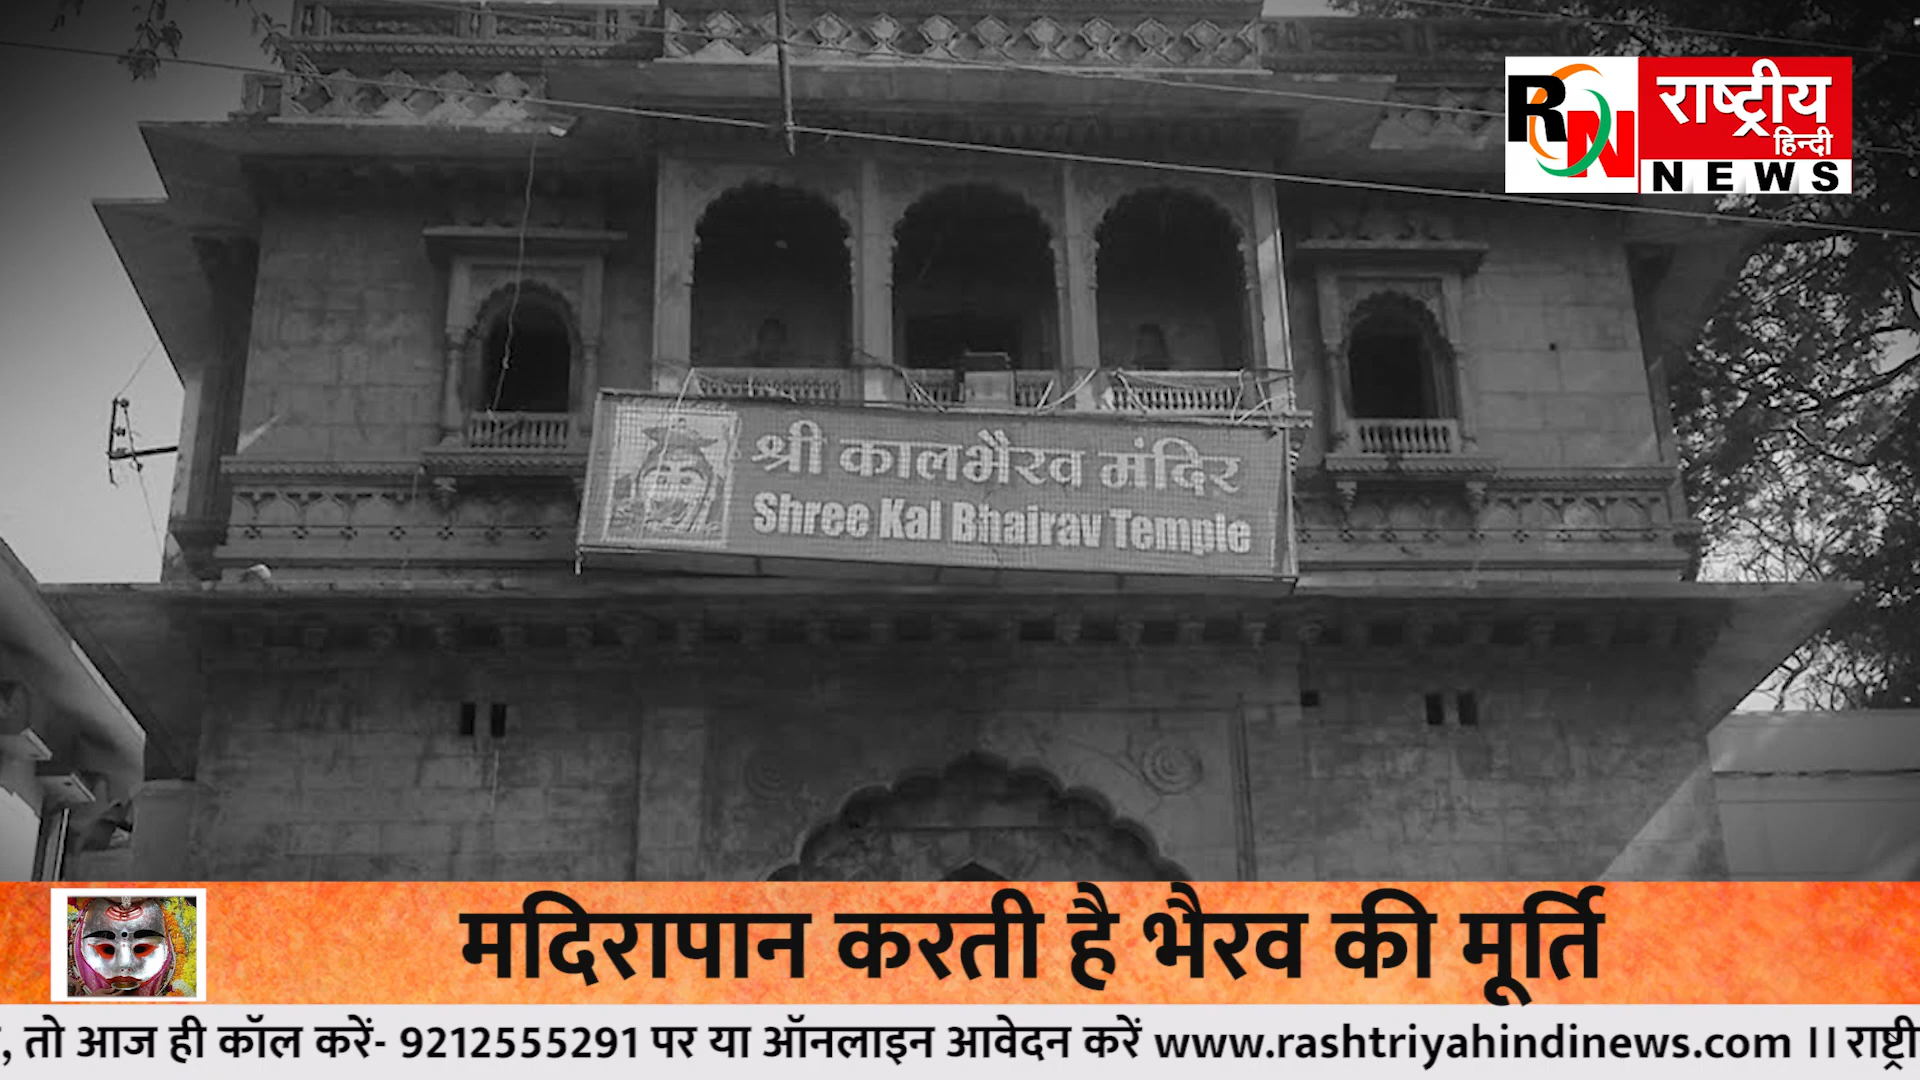 RN राष्ट्रीय
हिन्दी
NEWS
श्री कालभैरव मंदिर
Shree Kal Bhairav Temple
मदिरापान करती है भैरव की मूर्ति
, तो आज ही कॉल करें- 9212555291 पर या ऑनलाइन आवेदन करें www.rashtriyahindinews.com ।। राष्ट्री